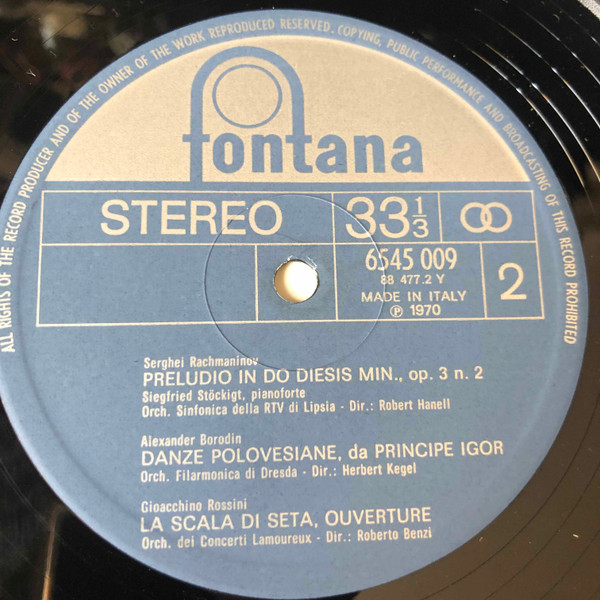 ALL RIGHTS OF THE RECORD PRODUCER AND OF THE OWNER OF THE WORK REPRODUCED RESERVED. COPYING, PUBLIC PERFORMANCE AND BROADCASTING OF THIS RECORD PROHIBITED
fontana
STEREO 33 1/3
6545 009
88 477.2 Y
MADE IN ITALY
℗ 1970
2
Serghei Rachmaninov
PRELUDIO IN DO DIESIS MIN., op. 3 n. 2
Siegfried Stöckigt, pianoforte
Orch. Sinfonica della RTV di Lipsia - Dir.: Robert Hanell
Alexander Borodin
DANZE POLOVESIANE, da PRINCIPE IGOR
Orch. Filarmonica di Dresda - Dir.: Herbert Kegel
Gioacchino Rossini
LA SCALA DI SETA, OUVERTURE
Orch. dei Concerti Lamoureux - Dir.: Roberto Benzi